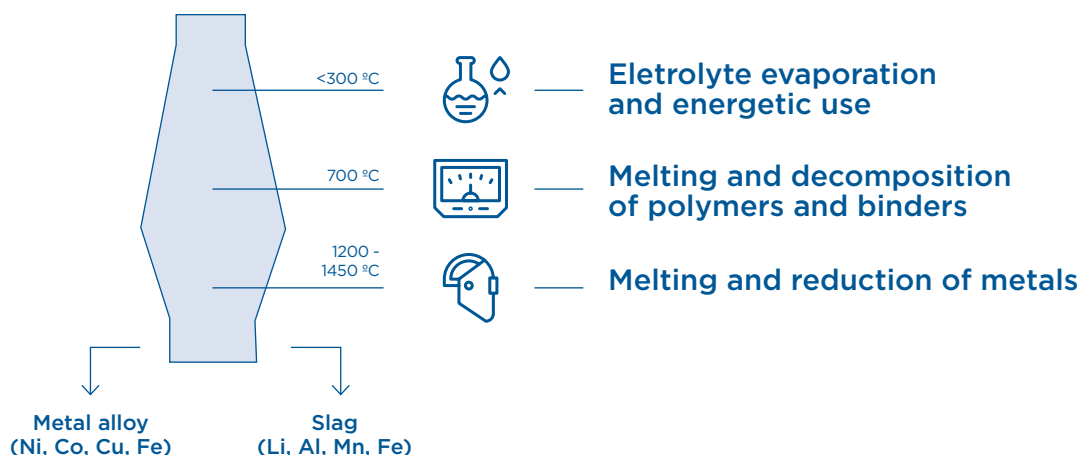 <300 ºC
Eletrolyte evaporation
and energetic use
700 ºC
Melting and decomposition
of polymers and binders
1200 -
1450 ºC
Melting and reduction of metals
Metal alloy
(Ni, Co, Cu, Fe)
Slag
(Li, Al, Mn, Fe)